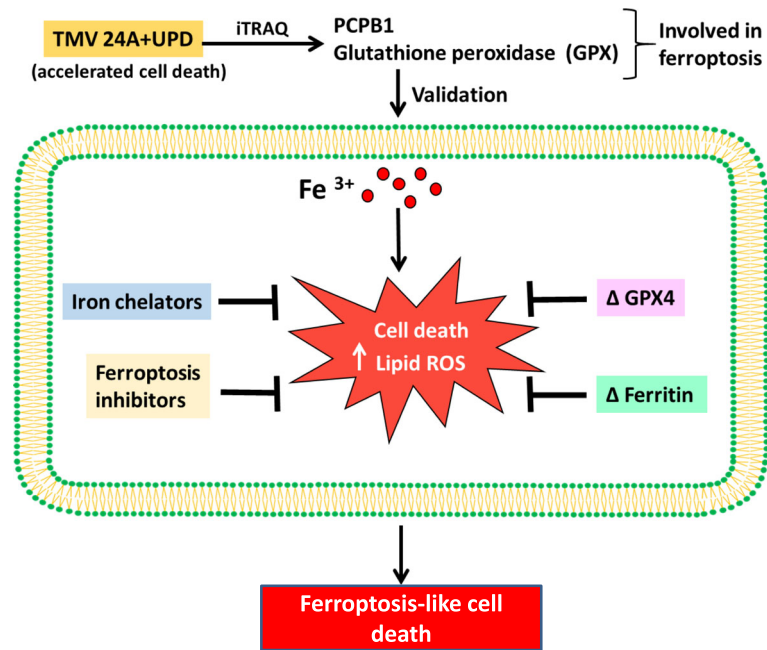 TMV 24A+UPD
(accelerated cell death)
iTRAQ
PCPB1
Glutathione peroxidase (GPX)
Involved in
ferroptosis
Validation
Fe 3+
Iron chelators
Δ GPX4
Cell death
↑ Lipid ROS
Ferroptosis
inhibitors
Δ Ferritin
Ferroptosis-like cell
death